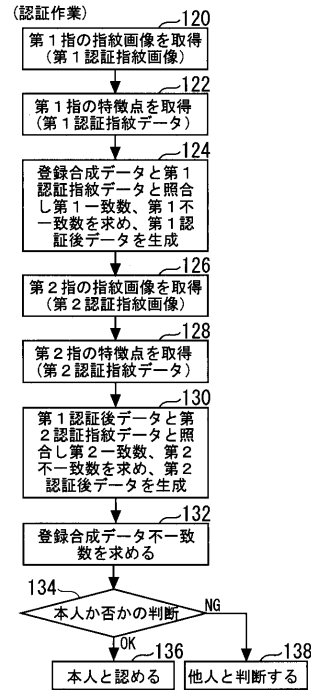 (認証作業)
120
第1指の指紋画像を取得
(第1認証指紋画像)
122
第1指の特徴点を取得
(第1認証指紋データ)
124
登録合成データと第1
認証指紋データと照合
し第1一致数、第1不
一致数を求め、第1認
証後データを生成
126
第2指の指紋画像を取得
(第2認証指紋画像)
128
第2指の特徴点を取得
(第2認証指紋データ)
130
第1認証後データと第
2認証指紋データと照
合し第2一致数、第2
不一致数を求め、第2
認証後データを生成
132
登録合成データ不一致
数を求める
134
本人か否かの判断
NG
OK
136
本人と認める
138
他人と判断する